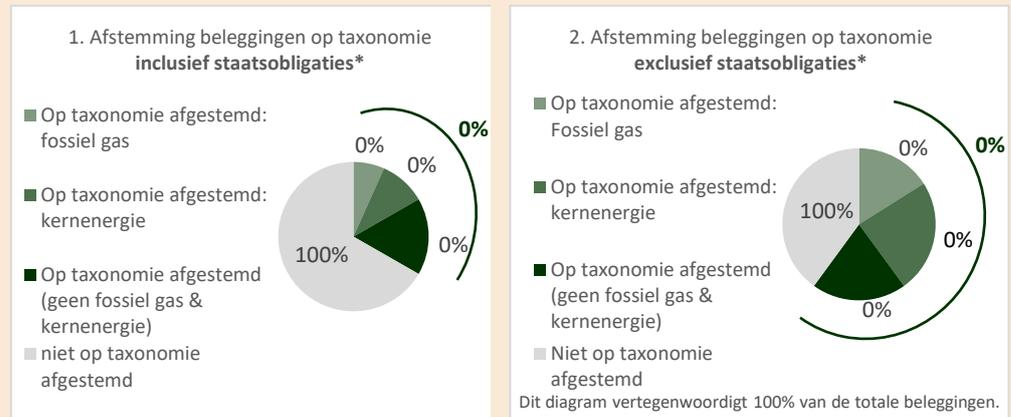 1. Afstemming beleggingen op taxonomie
inclusief staatsobligaties*
Op taxonomie afgestemd:
fossiel gas
Op taxonomie afgestemd:
kernenergie
Op taxonomie afgestemd
(geen fossiel gas &
kernenergie)
niet op taxonomie
afgestemd
0%
0%
0%
0%
100%
2. Afstemming beleggingen op taxonomie
exclusief staatsobligaties*
Op taxonomie afgestemd:
Fossiel gas
Op taxonomie afgestemd:
kernenergie
Op taxonomie afgestemd
(geen fossiel gas &
kernenergie)
Niet op taxonomie
afgestemd
0%
0%
100%
0%
0%
Dit diagram vertegenwoordigt 100% van de totale beleggingen.